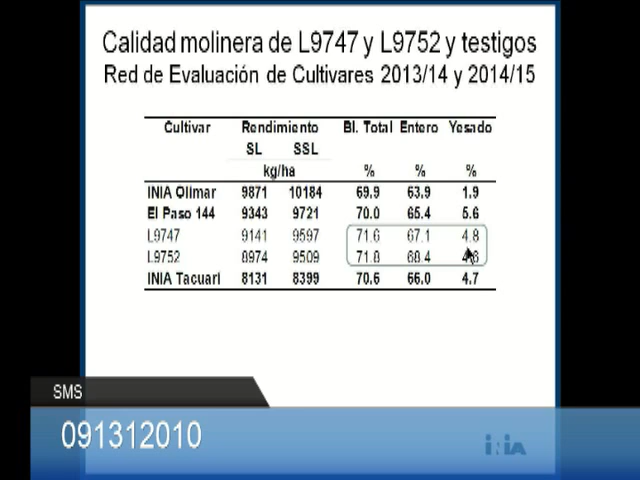 Calidad molinera de L9747 y L9752 y testigos
Red de Evaluación de Cultivares 2013/14 y 2014/15
Cultivar Rendimiento Bl. Total Entero Yesado
SL SSL
kg/ha % % %
INIA Olimar 9871 10184 69.9 63.9 1.9
El Paso 144 9343 9721 70.0 65.4 5.6
L9747 9141 9597 71.6 67.1 4.8
L9752 8974 9509 71.8 68.4
INIA Tacuari 8131 8399 70.6 66.0 4.7
SMS
091312010
INIA